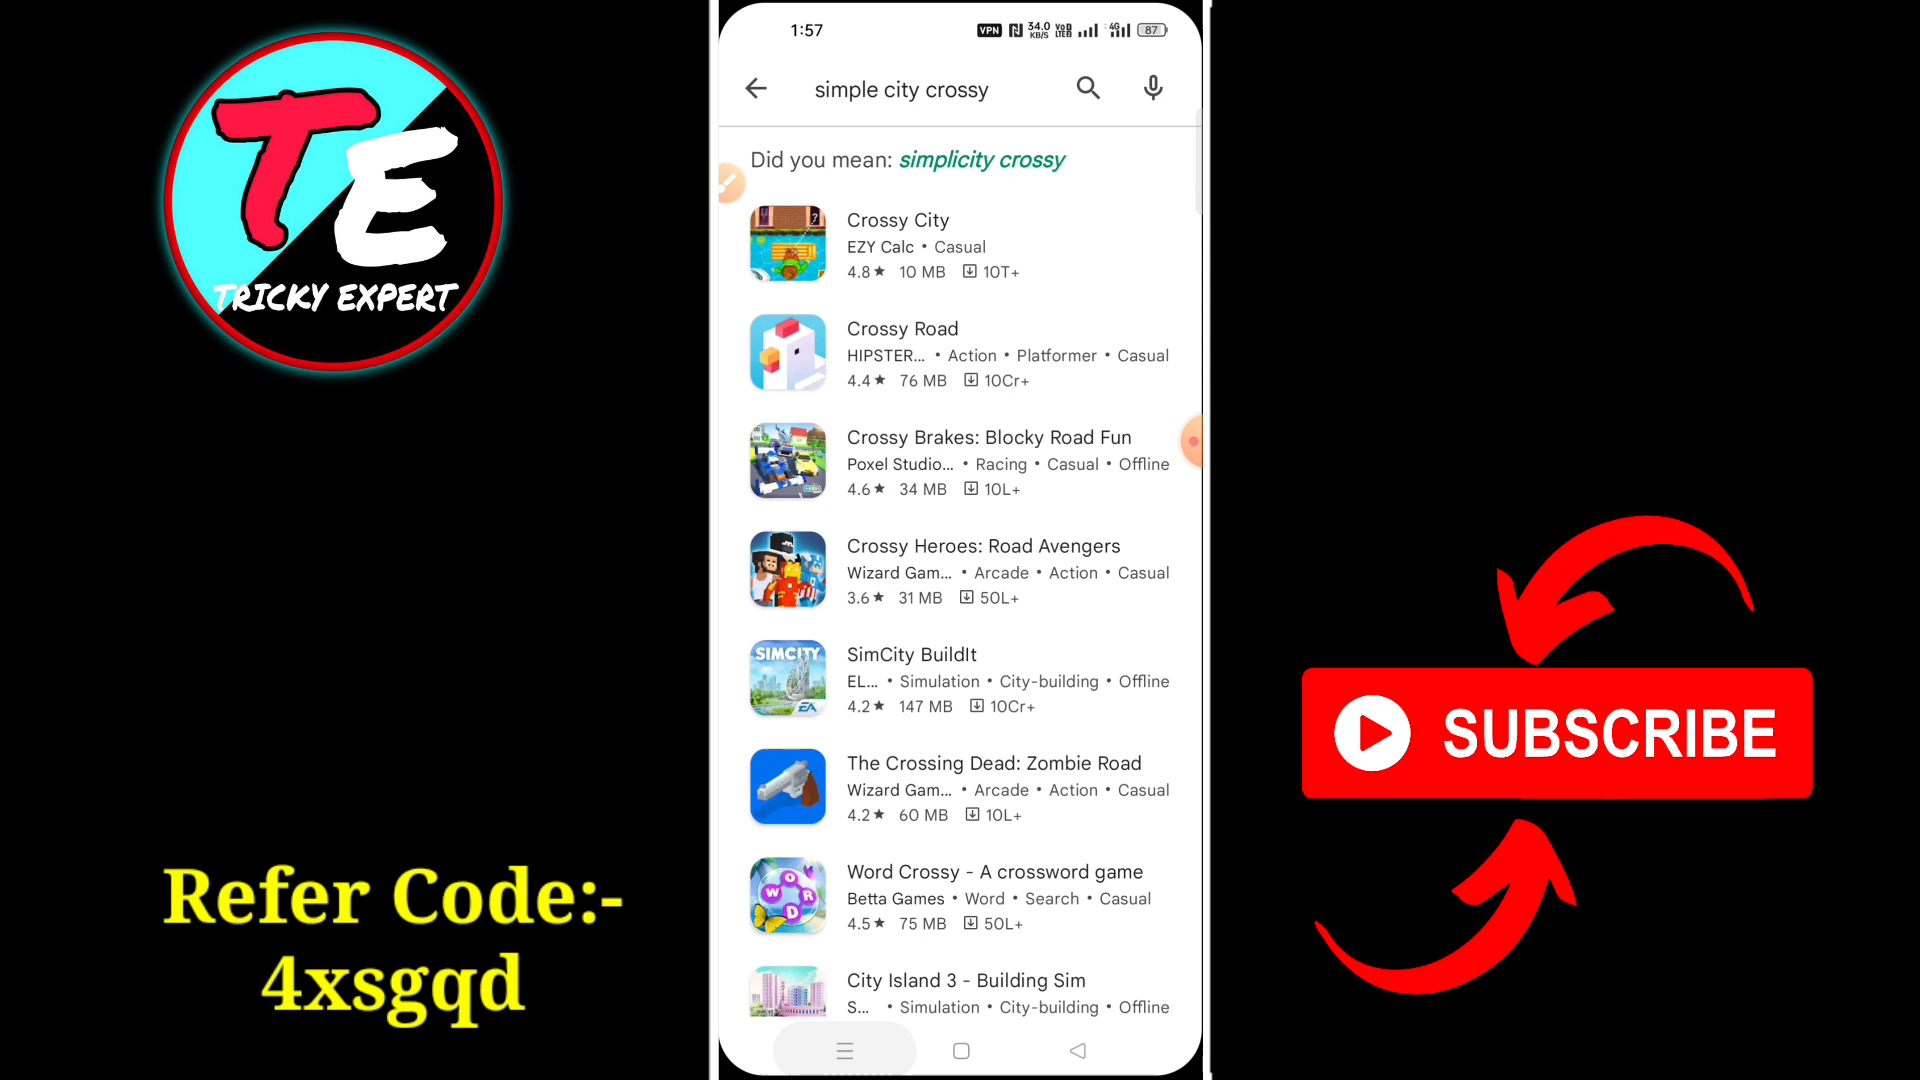 TE
TRICKY EXPERT
Refer Code:-
4xsgqd
1:57
VPN 34.0 KB/S VoD LTE 4G 87
simple city crossy
Did you mean: simplicity crossy
Crossy City
EZY Calc • Casual
4.8★ 10 MB 10T+
Crossy Road
HIPSTER... • Action • Platformer • Casual
4.4★ 76 MB 10Cr+
Crossy Brakes: Blocky Road Fun
Poxel Studio... • Racing • Casual • Offline
4.6★ 34 MB 10L+
Crossy Heroes: Road Avengers
Wizard Gam... • Arcade • Action • Casual
3.6★ 31 MB 50L+
SIMCITY
EA
SimCity BuildIt
EL... • Simulation • City-building • Offline
4.2★ 147 MB 10Cr+
The Crossing Dead: Zombie Road
Wizard Gam... • Arcade • Action • Casual
4.2★ 60 MB 10L+
W O R D
Word Crossy - A crossword game
Betta Games • Word • Search • Casual
4.5★ 75 MB 50L+
City Island 3 - Building Sim
S... • Simulation • City-building • Offline
SUBSCRIBE